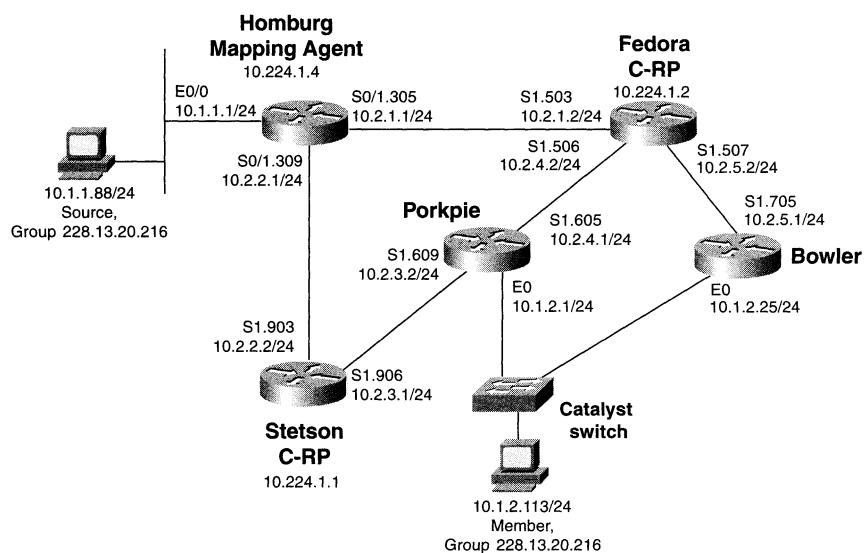 Homburg
Mapping Agent
10.224.1.4
Fedora
C-RP
10.224.1.2
E0/0
10.1.1.1/24
S0/1.305
10.2.1.1/24
S1.503
10.2.1.2/24
S0/1.309
10.2.2.1/24
S1.506
10.2.4.2/24
S1.507
10.2.5.2/24
10.1.1.88/24
Source,
Group 228.13.20.216
Porkpie
S1.705
10.2.5.1/24
S1.605
10.2.4.1/24
S1.609
10.2.3.2/24
Bowler
E0
10.1.2.1/24
E0
10.1.2.25/24
S1.903
10.2.2.2/24
S1.906
10.2.3.1/24
Catalyst
switch
Stetson
C-RP
10.224.1.1
10.1.2.113/24
Member,
Group 228.13.20.216